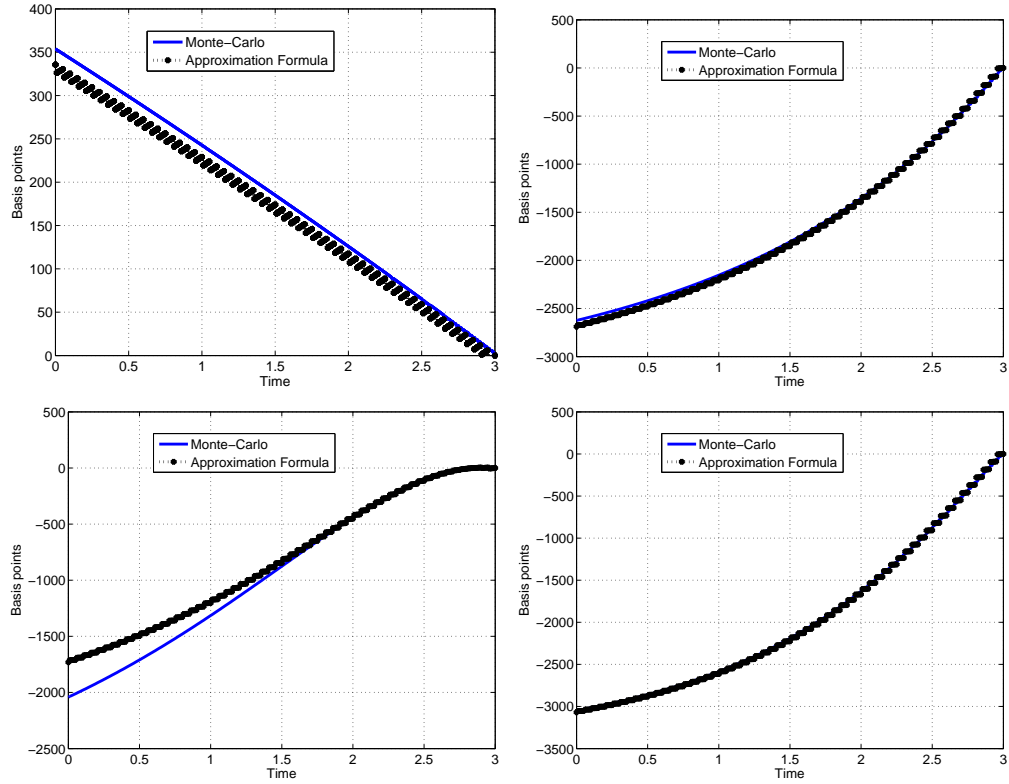 400
350
300
250
200
150
100
50
0
Basis points
Monte−Carlo
Approximation Formula
0 0.5 1 1.5 2 2.5 3
Time
500
0
−500
−1000
−1500
−2000
−2500
−3000
Basis points
Monte−Carlo
Approximation Formula
0 0.5 1 1.5 2 2.5 3
Time
500
0
−500
−1000
−1500
−2000
−2500
Basis points
Monte−Carlo
Approximation Formula
0 0.5 1 1.5 2 2.5 3
Time
500
0
−500
−1000
−1500
−2000
−2500
−3000
−3500
Basis points
Monte−Carlo
Approximation Formula
0 0.5 1 1.5 2 2.5 3
Time